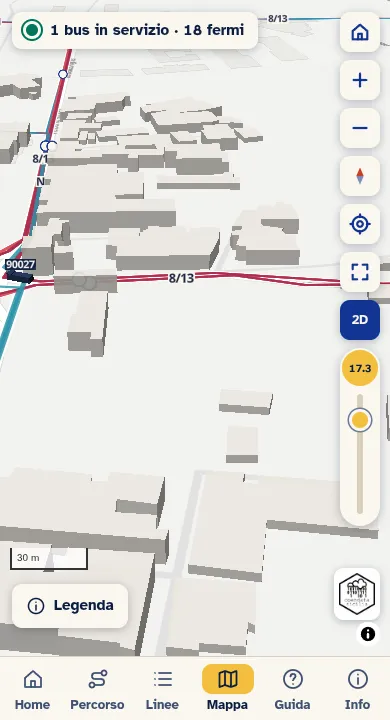 1 bus in servizio · 18 fermi
8/13
8/1
N
90027
8/13
2D
17.3
30 m
Legenda
Home
Percorso
Linee
Mappa
Guida
Info